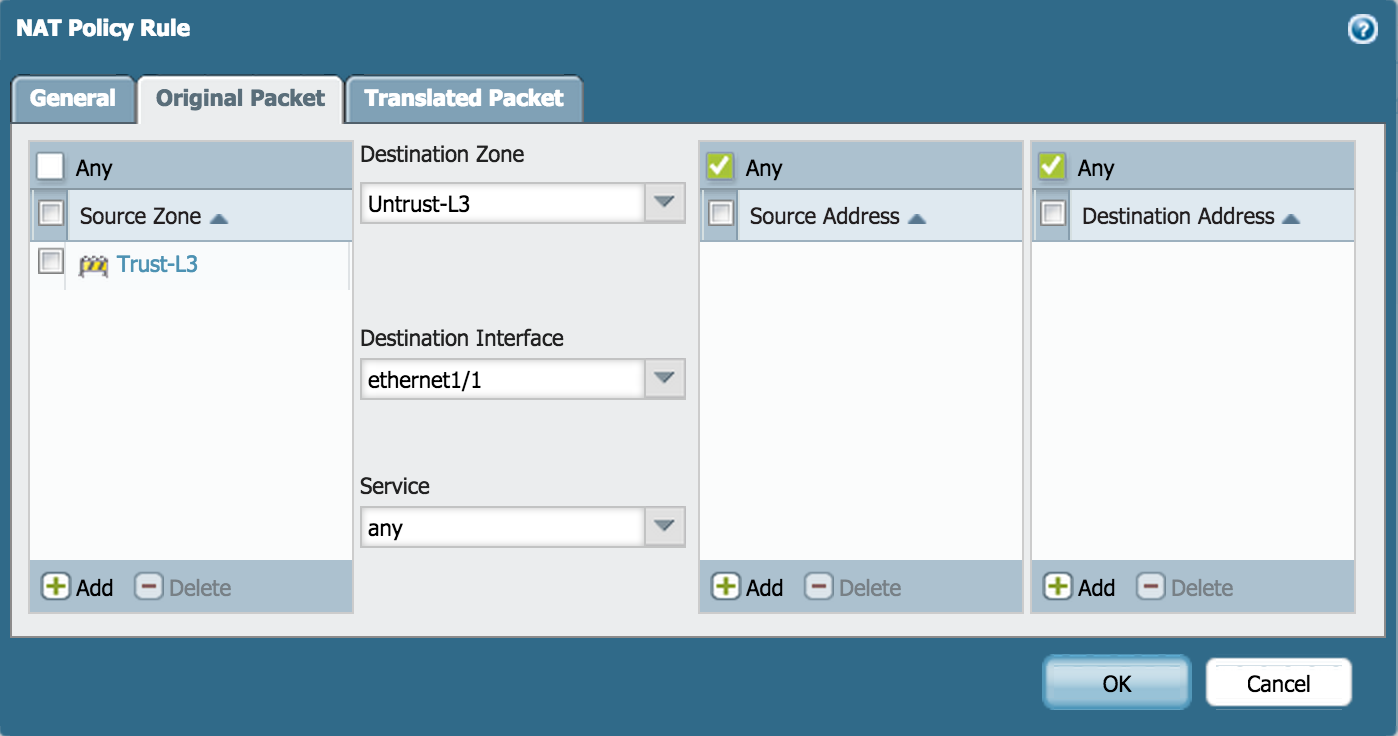 NAT Policy Rule
?
General
Original Packet
Translated Packet
Any
Source Zone
Trust-L3
Add
Delete
Destination Zone
Untrust-L3
Destination Interface
ethernet1/1
Service
any
Any
Source Address
Add
Delete
Any
Destination Address
Add
Delete
OK
Cancel